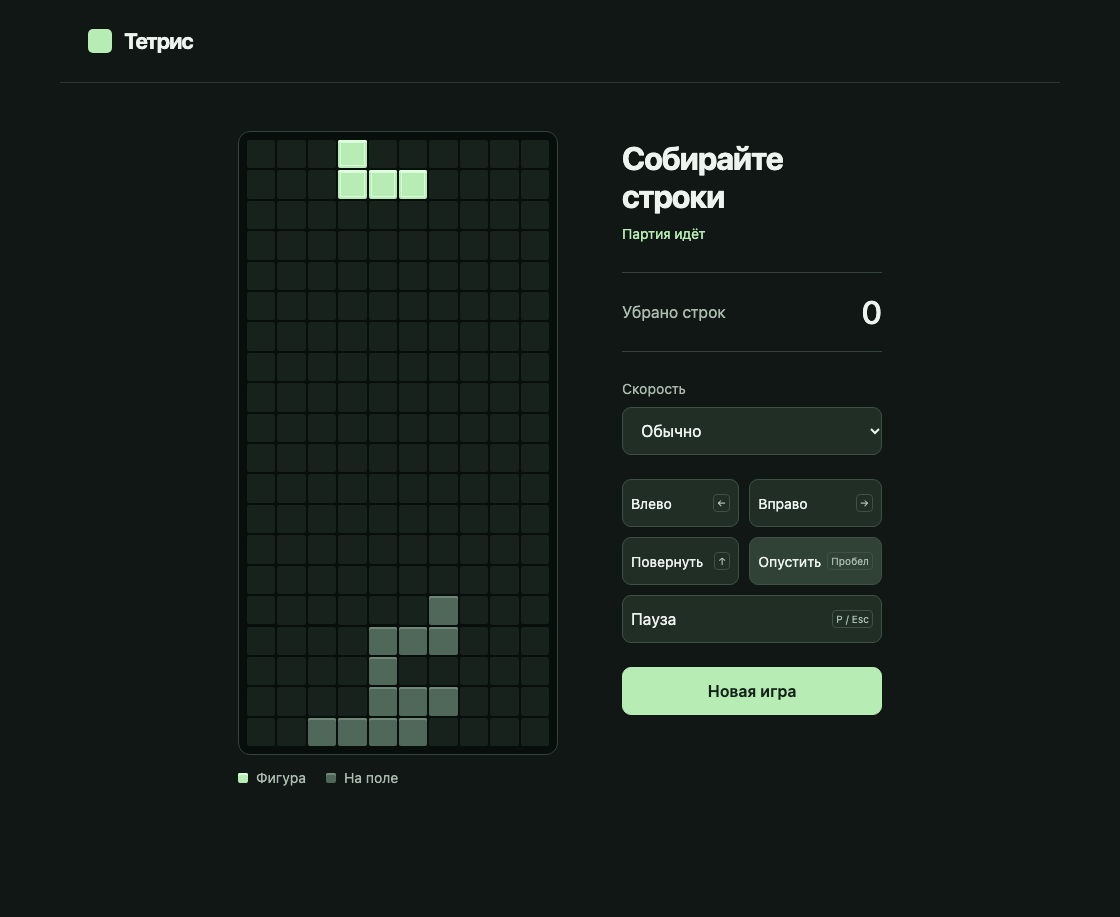 Тетрис
Собирайте
строки
Партия идёт
Убрано строк 0
Скорость
Обычно
Влево ←
Вправо →
Повернуть ↑
Опустить Пробел
Пауза P / Esc
Новая игра
Фигура
На поле